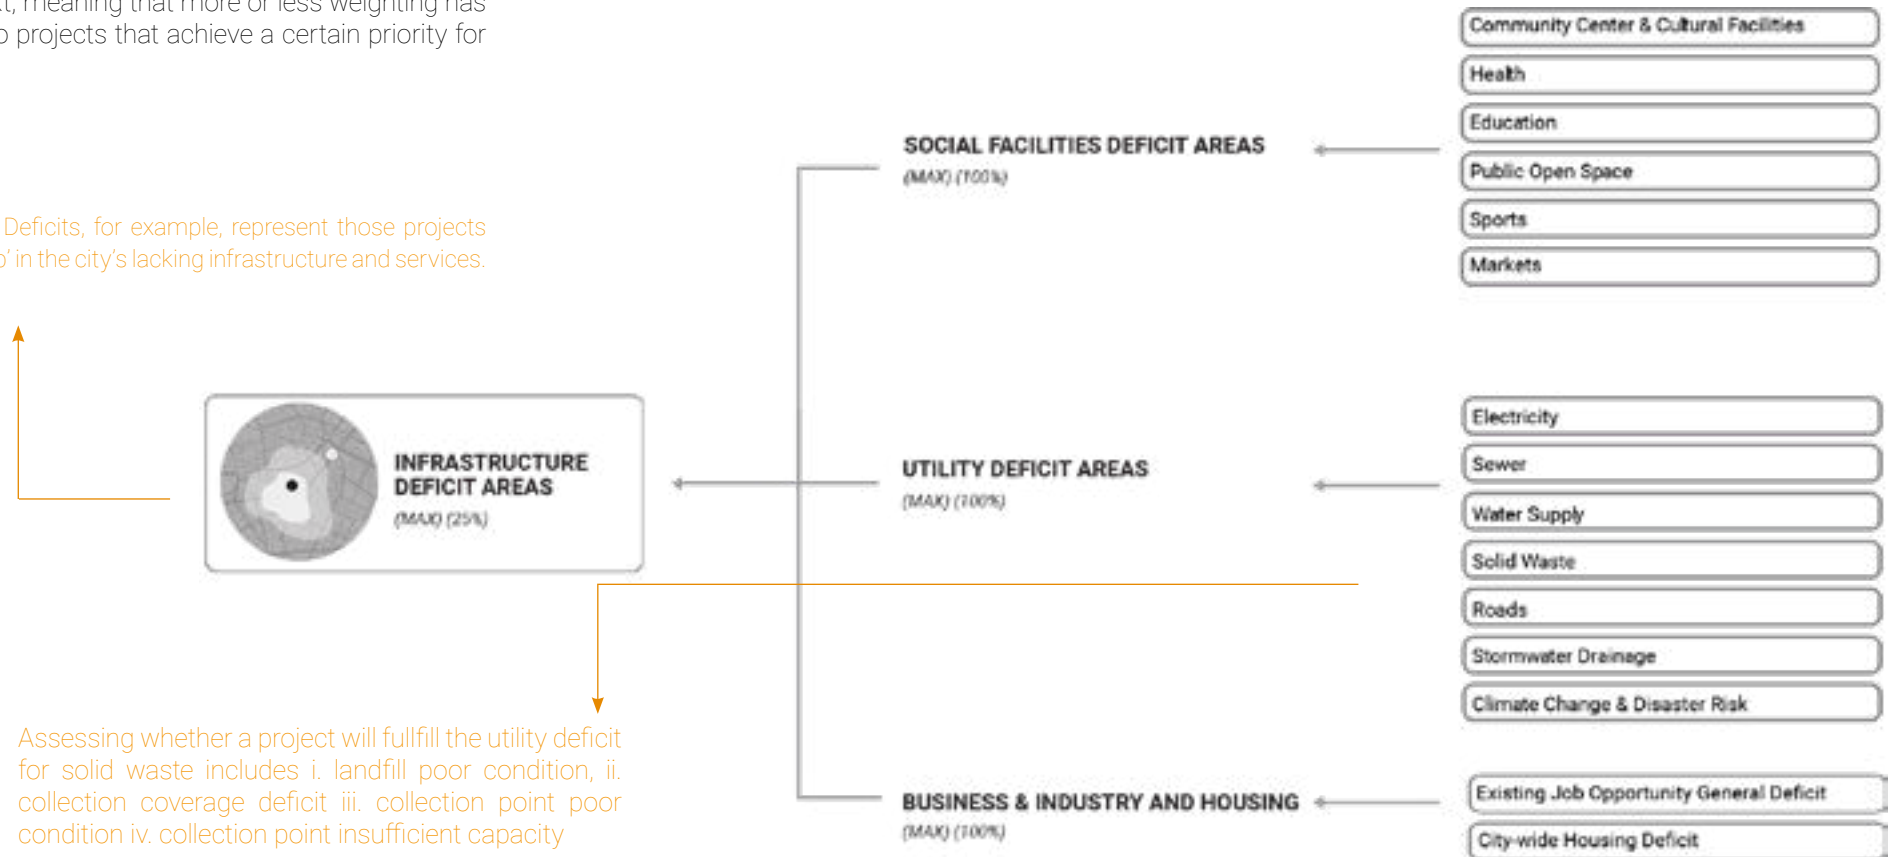 meaning that more or less weighting has
projects that achieve a certain priority for
Deficits, for example, represent those projects
in the city's lacking infrastructure and services.
INFRASTRUCTURE
DEFICIT AREAS
(MAX) (25%)
Assessing whether a project will fullfill the utility deficit
for solid waste includes i. landfill poor condition, ii.
collection coverage deficit iii. collection point poor
condition iv. collection point insufficient capacity
SOCIAL FACILITIES DEFICIT AREAS
(MAX) (100%)
Community Center & Cultural Facilities
Health
Education
Public Open Space
Sports
Markets
UTILITY DEFICIT AREAS
(MAX) (100%)
Electricity
Sewer
Water Supply
Solid Waste
Roads
Stormwater Drainage
Climate Change & Disaster Risk
BUSINESS & INDUSTRY AND HOUSING
(MAX) (100%)
Existing Job Opportunity General Deficit
City-wide Housing Deficit